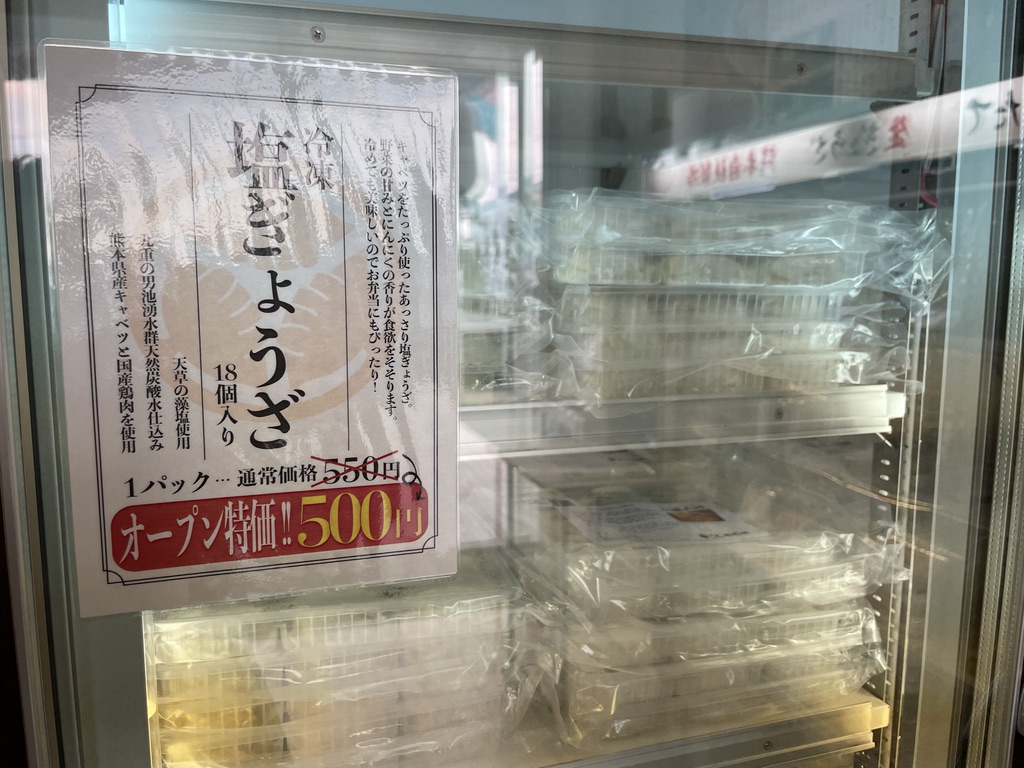 キャベツをたっぷり使ったあっさり塩ぎょうざ。
野菜の甘みとにんにくの香りが食欲をそそります。
冷めても美味しいのでお弁当にもぴったり!
冷凍
塩ぎょうざ
18個入り
天草の藻塩使用
九重の男池湧水群天然炭酸水仕込み
熊本県産キャベツと国産鶏肉を使用
1パック…通常価格550円
オープン特価!!500円
塩ぎょうざ